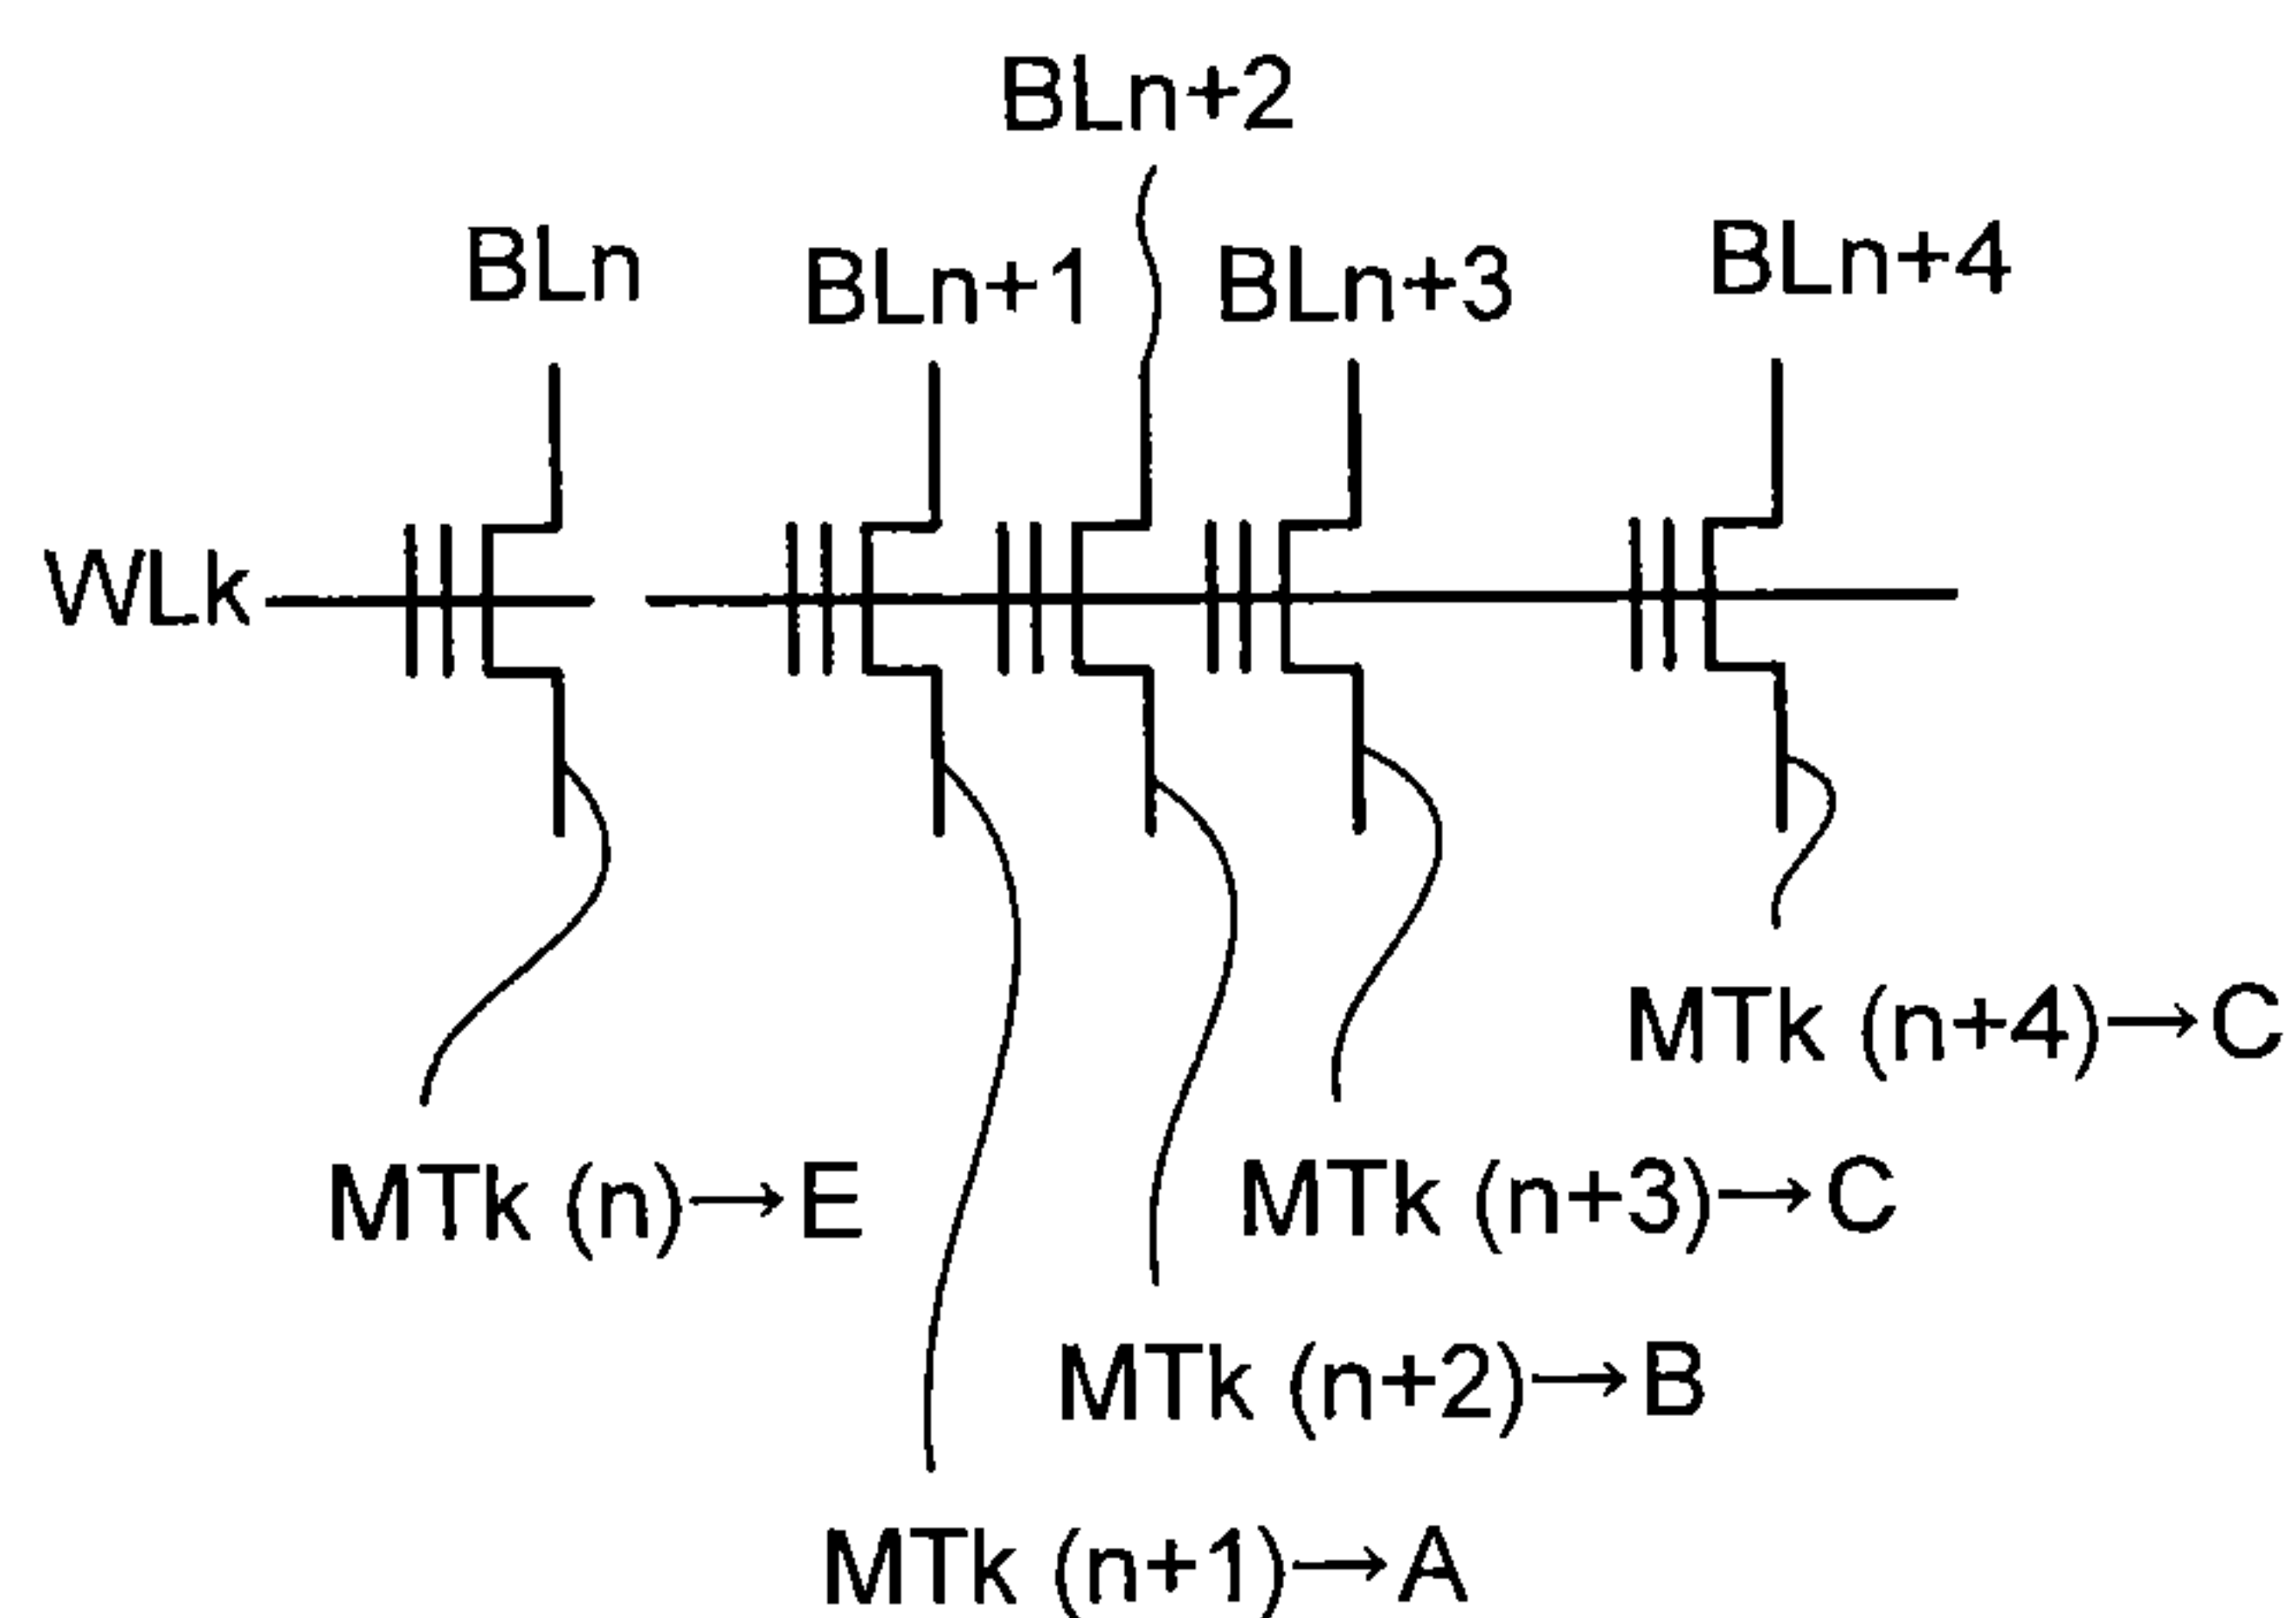 BLn+2
BLn
BLn+1
BLn+3
BLn+4
WLk
MTk (n+4)→C
MTk (n)→E
MTk (n+3)→C
MTk (n+2)→B
MTk (n+1)→A